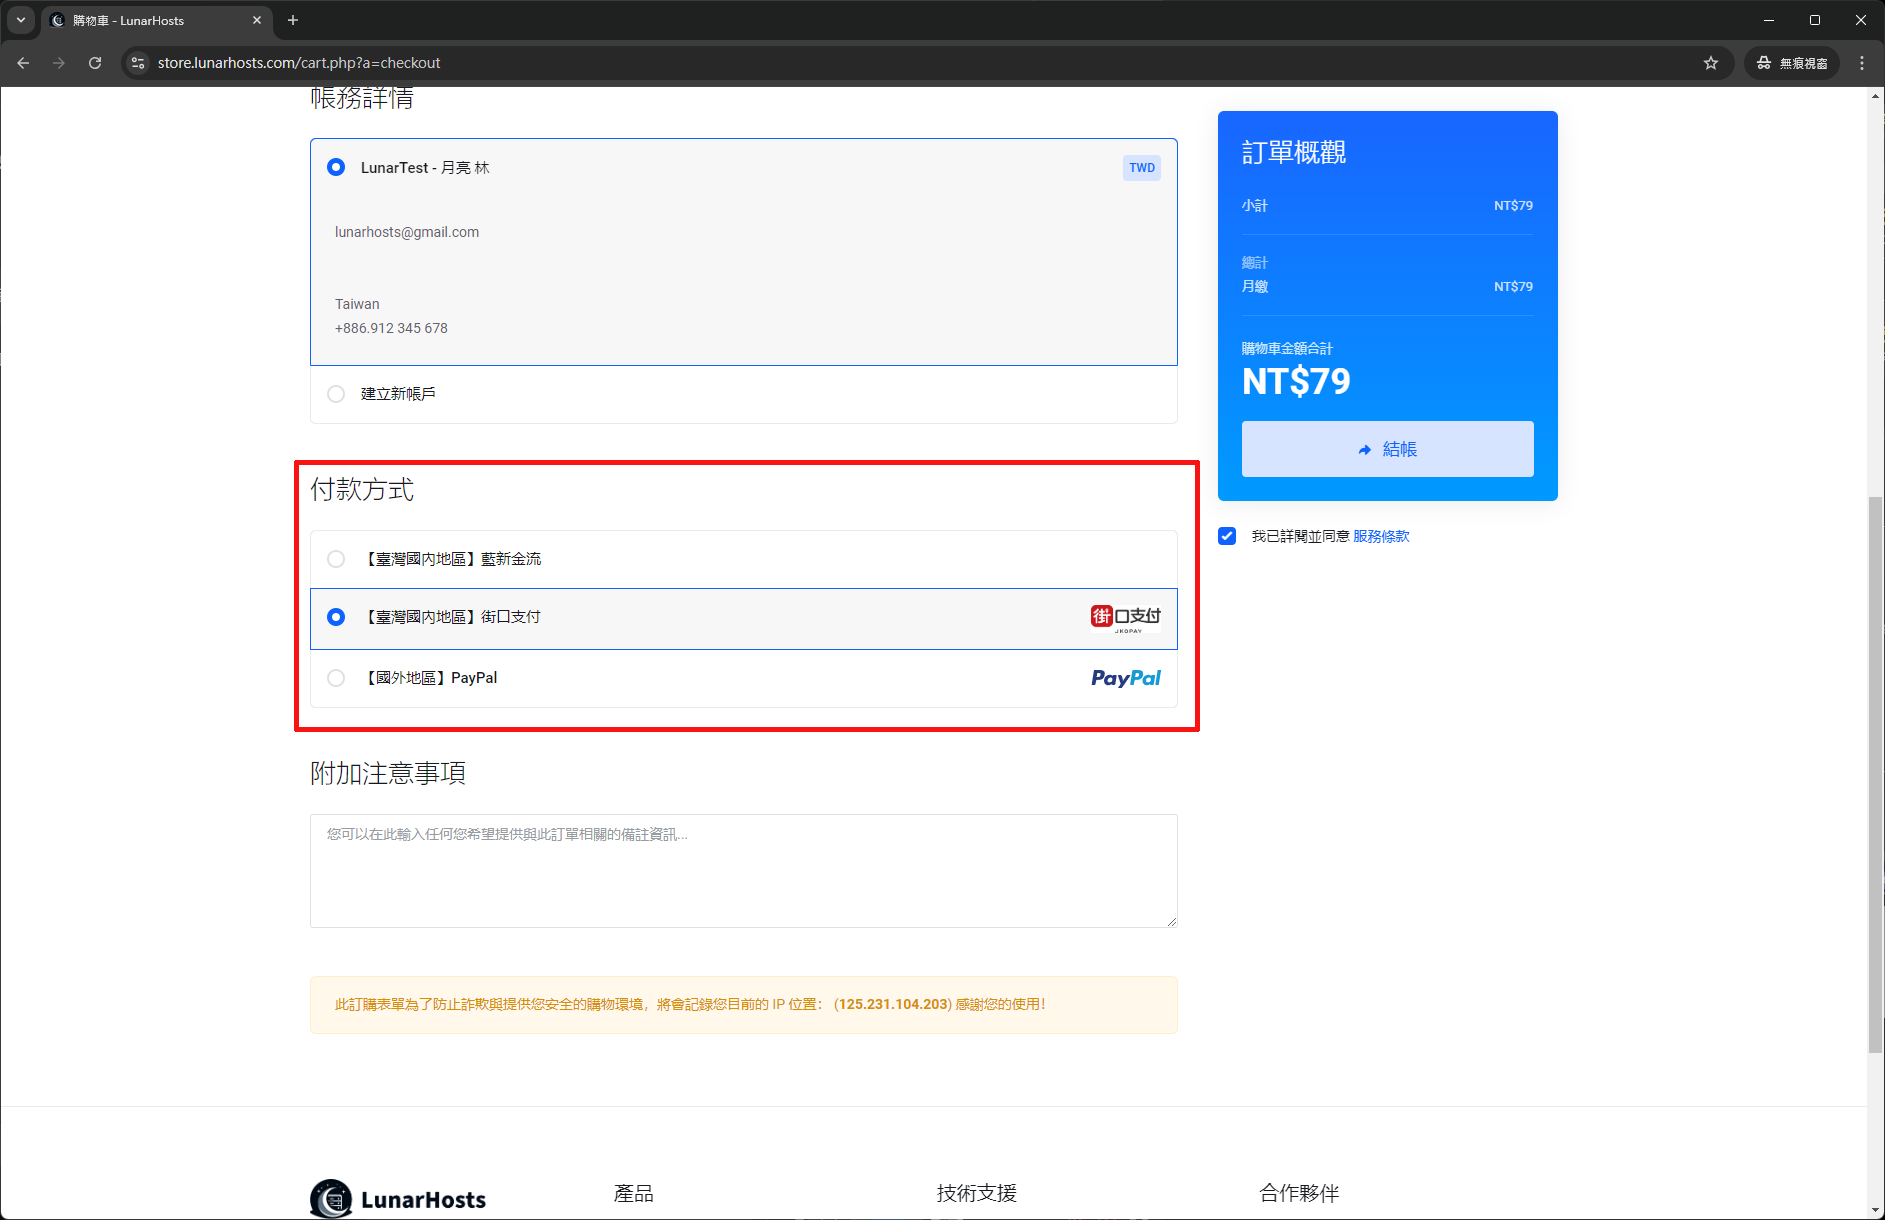 購物車 - LunarHosts
store.lunarhosts.com/cart.php?a=checkout
無痕視窗
帳務詳情
LunarTest - 月亮 林
TWD
lunarhosts@gmail.com
Taiwan
+886.912 345 678
建立新帳戶
付款方式
【臺灣國內地區】藍新金流
【臺灣國內地區】街口支付
街口支付
JKOPAY
【國外地區】PayPal
PayPal
附加注意事項
您可以在此輸入任何您希望提供與此訂單相關的備註資訊...
此訂購表單為了防止詐欺與提供您安全的購物環境，將會記錄您目前的 IP 位置： (125.231.104.203) 感謝您的使用！
訂單概觀
小計 NT$79
總計
月繳 NT$79
購物車金額合計
NT$79
結帳
我已詳閱並同意 服務條款
LunarHosts
產品
技術支援
合作夥伴